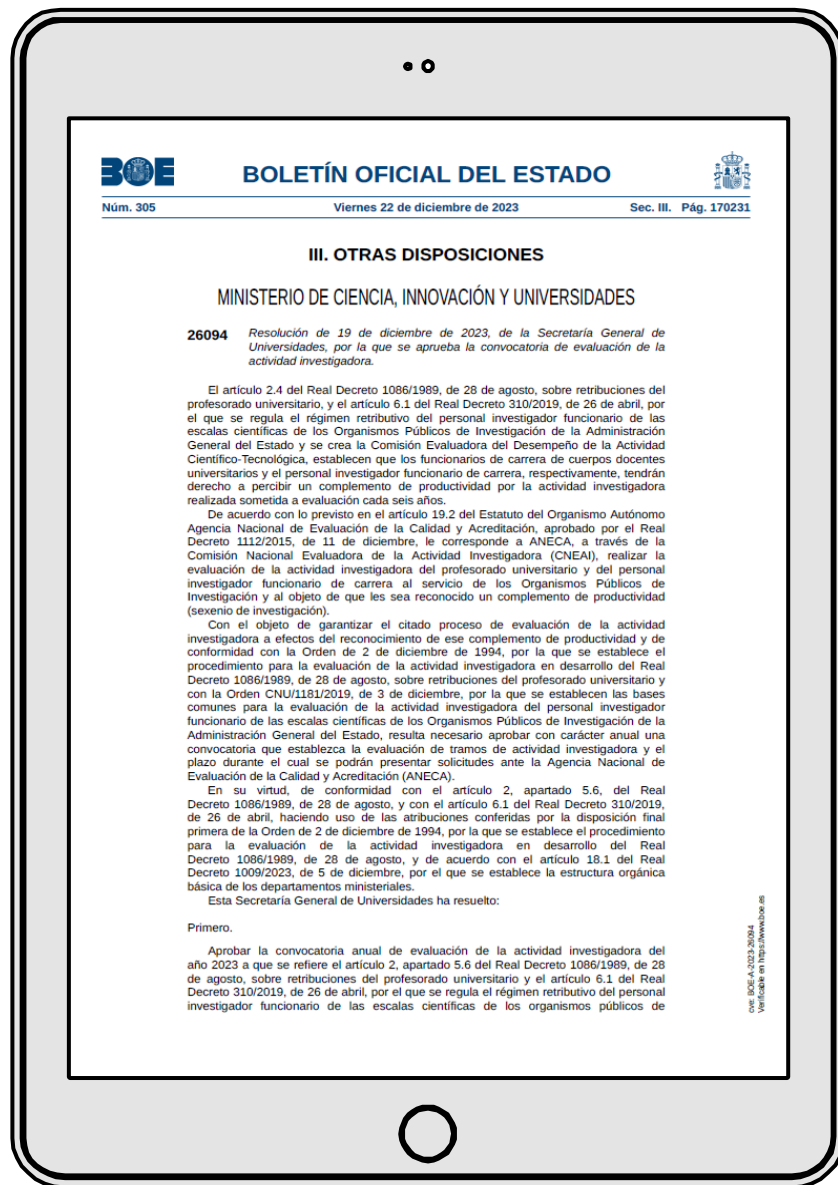 BOE
BOLETÍN OFICIAL DEL ESTADO
Núm. 305
Viernes 22 de diciembre de 2023
Sec. III. Pág. 170231
III. OTRAS DISPOSICIONES
MINISTERIO DE CIENCIA, INNOVACIÓN Y UNIVERSIDADES
26094
Resolución de 19 de diciembre de 2023, de la Secretaría General de
Universidades, por la que se aprueba la convocatoria de evaluación de la
actividad investigadora.
El artículo 2.4 del Real Decreto 1086/1989, de 28 de agosto, sobre retribuciones del
profesorado universitario, y el artículo 6.1 del Real Decreto 310/2019, de 26 de abril, por
el que se regula el régimen retributivo del personal investigador funcionario de las
escalas científicas de los Organismos Públicos de Investigación de la Administración
General del Estado y se crea la Comisión Evaluadora del Desempeño de la Actividad
Científico-Tecnológica, establecen que los funcionarios de carrera de cuerpos docentes
universitarios y el personal investigador funcionario de carrera, respectivamente, tendrán
derecho a percibir un complemento de productividad por la actividad investigadora
realizada sometida a evaluación cada seis años.
De acuerdo con lo previsto en el artículo 19.2 del Estatuto del Organismo Autónomo
Agencia Nacional de Evaluación de la Calidad y Acreditación, aprobado por el Real
Decreto 1112/2015, de 11 de diciembre, le corresponde a ANECA, a través de la
Comisión Nacional Evaluadora de la Actividad Investigadora (CNEAI), realizar la
evaluación de la actividad investigadora del profesorado universitario y del personal
investigador funcionario de carrera al servicio de los Organismos Públicos de
Investigación y al objeto de que les sea reconocido un complemento de productividad
(sexenio de investigación).
Con el objeto de garantizar el citado proceso de evaluación de la actividad
investigadora a efectos del reconocimiento de ese complemento de productividad y de
conformidad con la Orden de 2 de diciembre de 1994, por la que se establece el
procedimiento para la evaluación de la actividad investigadora en desarrollo del Real
Decreto 1086/1989, de 28 de agosto, sobre retribuciones del profesorado universitario y
con la Orden CNU/1181/2019, de 3 de diciembre, por la que se establecen las bases
comunes para la evaluación de la actividad investigadora del personal investigador
funcionario de las escalas científicas de los Organismos Públicos de Investigación de la
Administración General del Estado, resulta necesario aprobar con carácter anual una
convocatoria que establezca la evaluación de tramos de actividad investigadora y el
plazo durante el cual se podrán presentar solicitudes ante la Agencia Nacional de
Evaluación de la Calidad y Acreditación (ANECA).
En su virtud, de conformidad con el artículo 2, apartado 5.6, del Real
Decreto 1086/1989, de 28 de agosto, y con el artículo 6.1 del Real Decreto 310/2019,
de 26 de abril, haciendo uso de las atribuciones conferidas por la disposición final
primera de la Orden de 2 de diciembre de 1994, por la que se establece el procedimiento
para la evaluación de la actividad investigadora en desarrollo del Real
Decreto 1086/1989, de 28 de agosto, y de acuerdo con el artículo 18.1 del Real
Decreto 1009/2023, de 5 de diciembre, por el que se establece la estructura orgánica
básica de los departamentos ministeriales.
Esta Secretaría General de Universidades ha resuelto:
Primero.
Aprobar la convocatoria anual de evaluación de la actividad investigadora del
año 2023 a que se refiere el artículo 2, apartado 5.6 del Real Decreto 1086/1989, de 28
de agosto, sobre retribuciones del profesorado universitario y el artículo 6.1 del Real
Decreto 310/2019, de 26 de abril, por el que se regula el régimen retributivo del personal
investigador funcionario de las escalas científicas de los organismos públicos de
cve: BOE-A-2023-26094
Verificable en https://www.boe.es